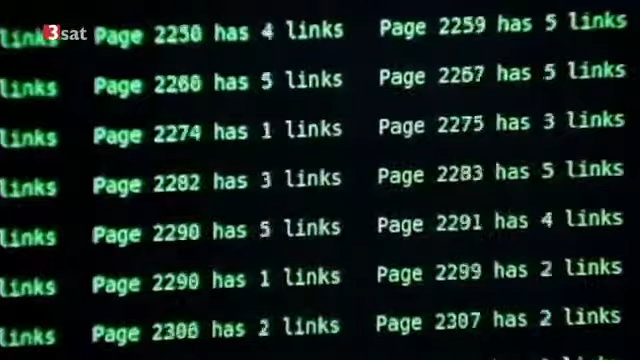 3sat
links Page 2258 has 4 links Page 2259 has 5 links
links Page 2266 has 5 links Page 2267 has 5 links
links Page 2274 has 1 links Page 2275 has 3 links
links Page 2282 has 3 links Page 2283 has 5 links
links Page 2290 has 5 links Page 2291 has 4 links
links Page 2298 has 1 links Page 2299 has 2 links
links Page 2306 has 2 links Page 2307 has 2 links